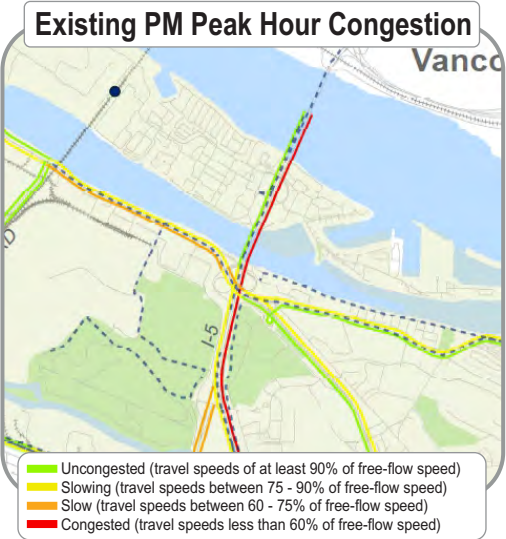 Existing PM Peak Hour Congestion
Vanco
I-5
Uncongested (travel speeds of at least 90% of free-flow speed)
Slowing (travel speeds between 75 - 90% of free-flow speed)
Slow (travel speeds between 60 - 75% of free-flow speed)
Congested (travel speeds less than 60% of free-flow speed)